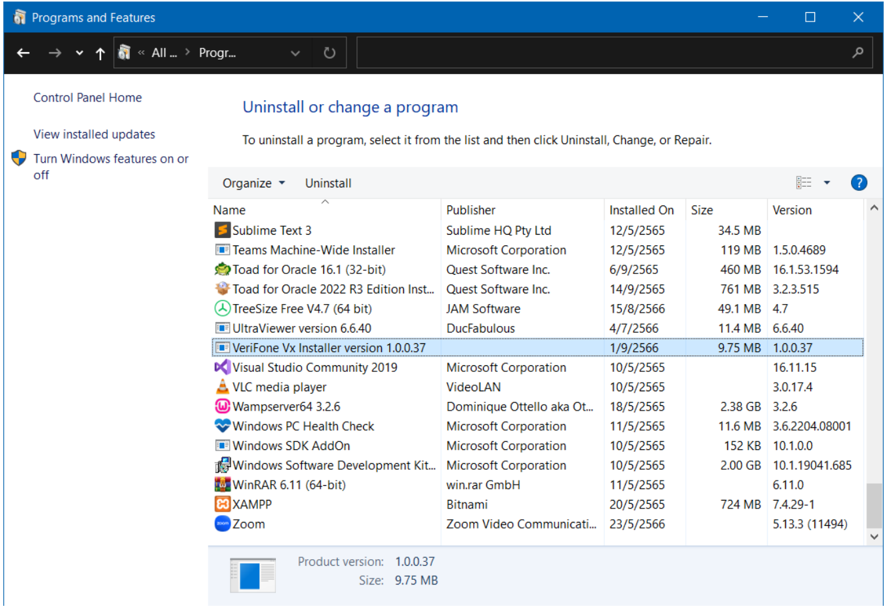 Programs and Features
« All ... > Progr...
Control Panel Home
View installed updates
Turn Windows features on or
off
Uninstall or change a program
To uninstall a program, select it from the list and then click Uninstall, Change, or Repair.
Organize Uninstall ?
Name Publisher Installed On Size Version
Sublime Text 3 Sublime HQ Pty Ltd 12/5/2565 34.5 MB
Teams Machine-Wide Installer Microsoft Corporation 12/5/2565 119 MB 1.5.0.4689
Toad for Oracle 16.1 (32-bit) Quest Software Inc. 6/9/2565 460 MB 16.1.53.1594
Toad for Oracle 2022 R3 Edition Inst... Quest Software Inc. 14/9/2565 761 MB 3.2.3.515
TreeSize Free V4.7 (64 bit) JAM Software 15/8/2566 49.1 MB 4.7
UltraViewer version 6.6.40 DucFabulous 4/7/2566 11.4 MB 6.6.40
VeriFone Vx Installer version 1.0.0.37 1/9/2566 9.75 MB 1.0.0.37
Visual Studio Community 2019 Microsoft Corporation 10/5/2565 16.11.15
VLC media player VideoLAN 10/5/2565 3.0.17.4
Wampserver64 3.2.6 Dominique Ottello aka Ot... 18/5/2565 2.38 GB 3.2.6
Windows PC Health Check Microsoft Corporation 11/5/2565 11.6 MB 3.6.2204.08001
Windows SDK AddOn Microsoft Corporation 10/5/2565 152 KB 10.1.0.0
Windows Software Development Kit... Microsoft Corporation 10/5/2565 2.00 GB 10.1.19041.685
WinRAR 6.11 (64-bit) win.rar GmbH 11/5/2565 6.11.0
XAMPP Bitnami 20/5/2565 724 MB 7.4.29-1
Zoom Zoom Video Communicati... 23/5/2566 5.13.3 (11494)
Product version: 1.0.0.37
Size: 9.75 MB